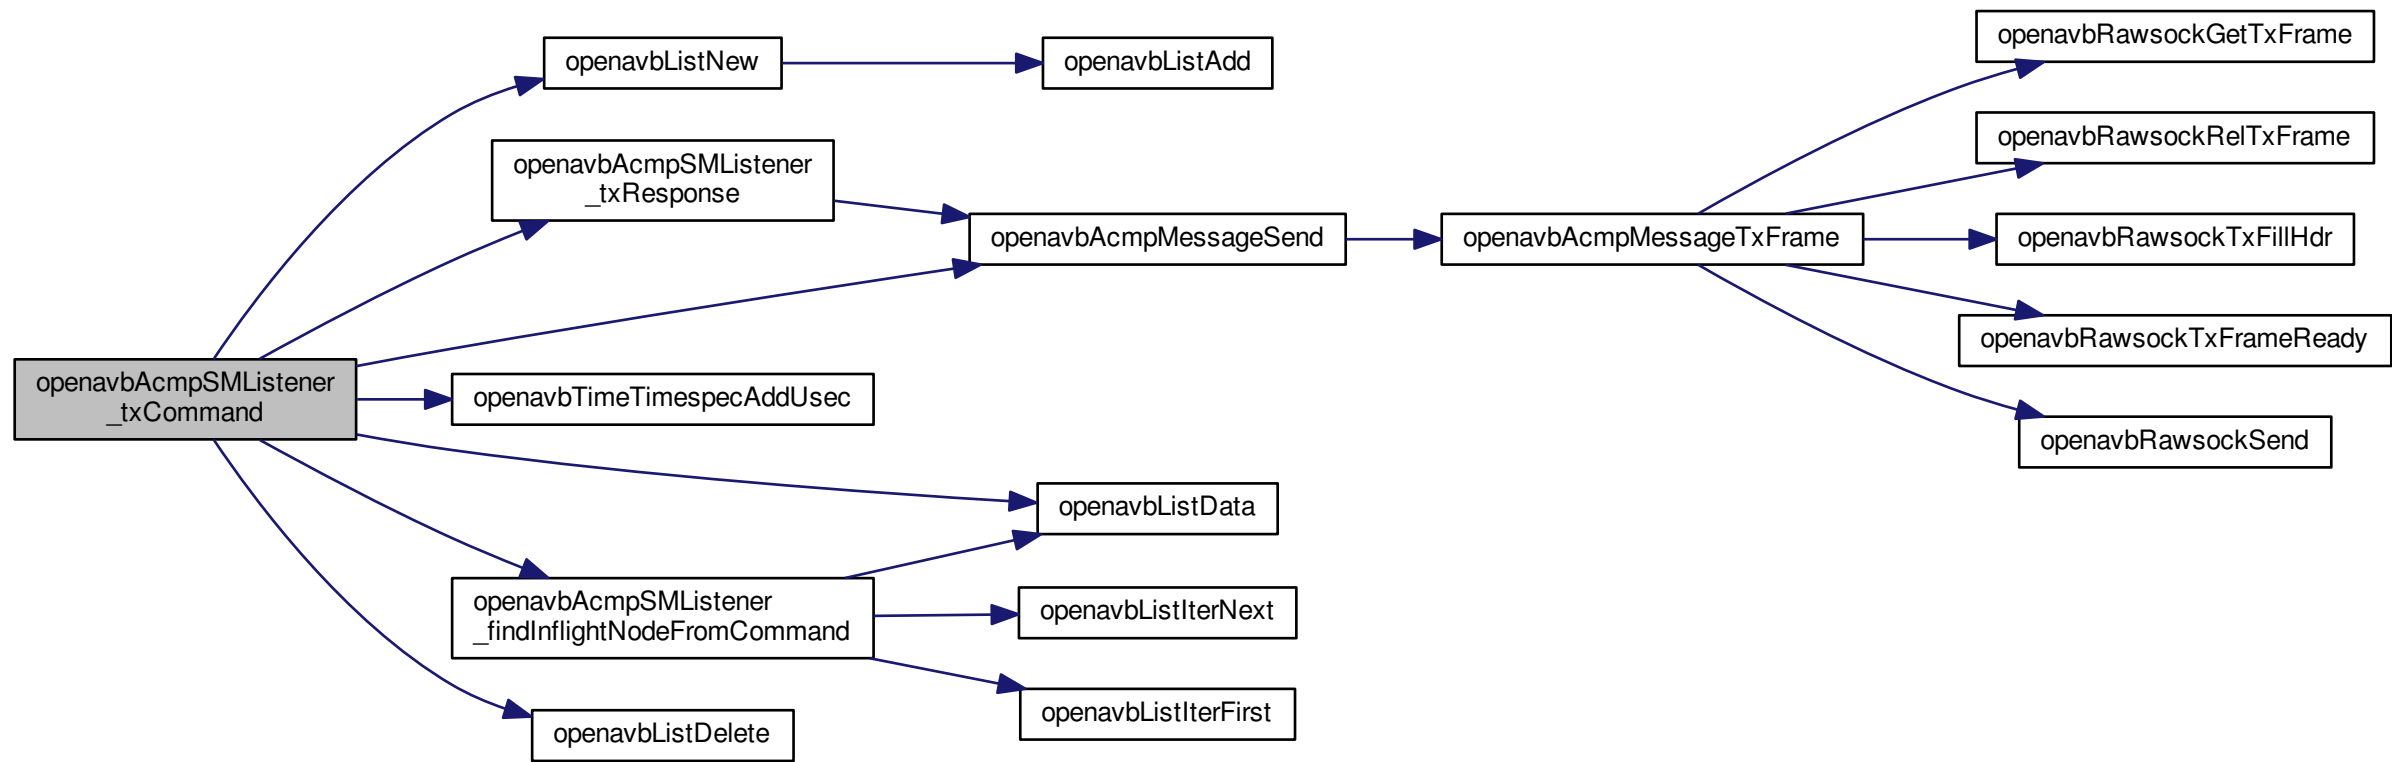 openavbAcmpSMListener
_txCommand
openavbListNew
openavbListAdd
openavbAcmpSMListener
_txResponse
openavbAcmpMessageSend
openavbAcmpMessageTxFrame
openavbRawsockGetTxFrame
openavbRawsockRelTxFrame
openavbRawsockTxFillHdr
openavbRawsockTxFrameReady
openavbRawsockSend
openavbTimeTimespecAddUsec
openavbListData
openavbAcmpSMListener
_findInflightNodeFromCommand
openavbListIterNext
openavbListIterFirst
openavbListDelete